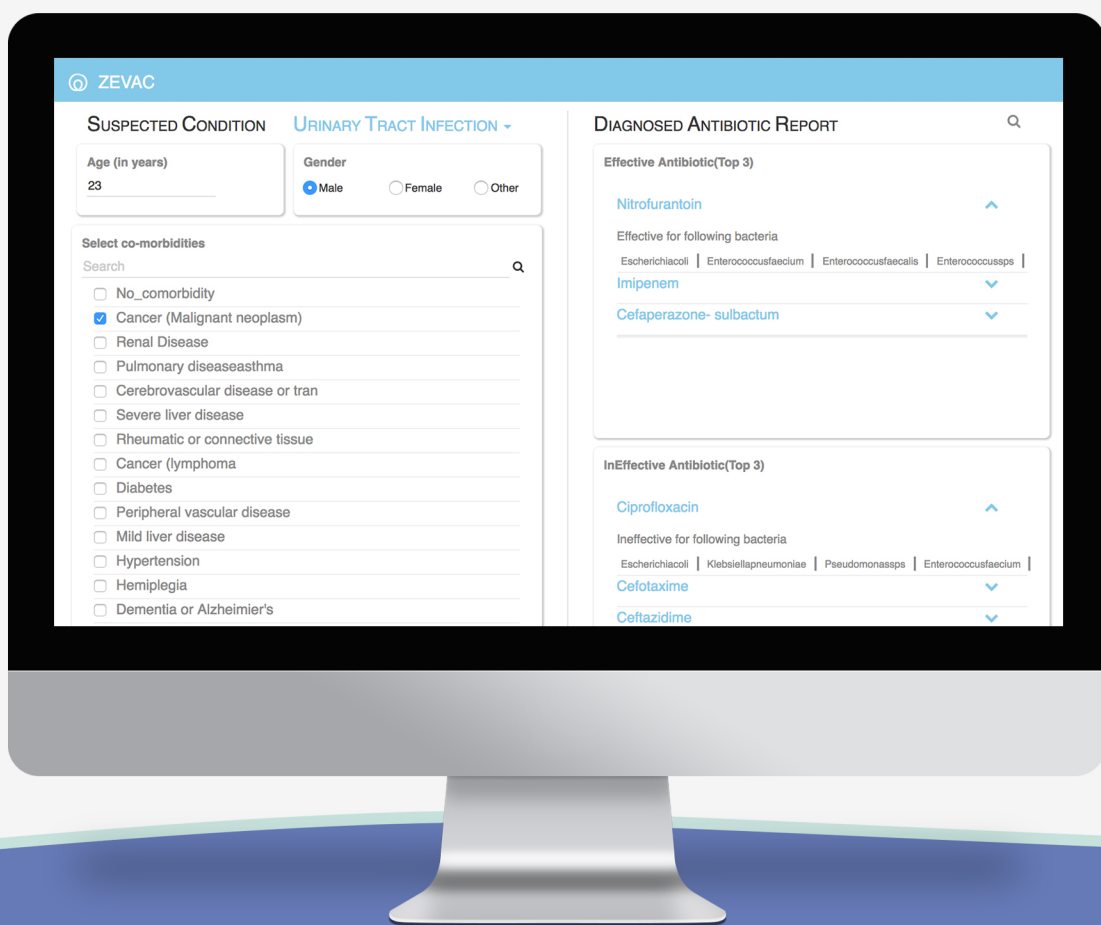 ZEVAC
SUSPECTED CONDITION
URINARY TRACT INFECTION
Age (in years)
23
Gender
Male
Female
Other
Select co-morbidities
Search
No_comorbidity
Cancer (Malignant neoplasm)
Renal Disease
Pulmonary diseaseasthma
Cerebrovascular disease or tran
Severe liver disease
Rheumatic or connective tissue
Cancer (lymphoma
Diabetes
Peripheral vascular disease
Mild liver disease
Hypertension
Hemiplegia
Dementia or Alzheimier's
DIAGNOSED ANTIBIOTIC REPORT
Effective Antibiotic(Top 3)
Nitrofurantoin
Effective for following bacteria
Escherichiacoli | Enterococcusfaecium | Enterococcusfaecalis | Enterococcussps |
Imipenem
Cefaperazone- sulbactum
InEffective Antibiotic(Top 3)
Ciprofloxacin
Ineffective for following bacteria
Escherichiacoli | Klebsiellapneumoniae | Pseudomonassps | Enterococcusfaecium |
Cefotaxime
Ceftazidime